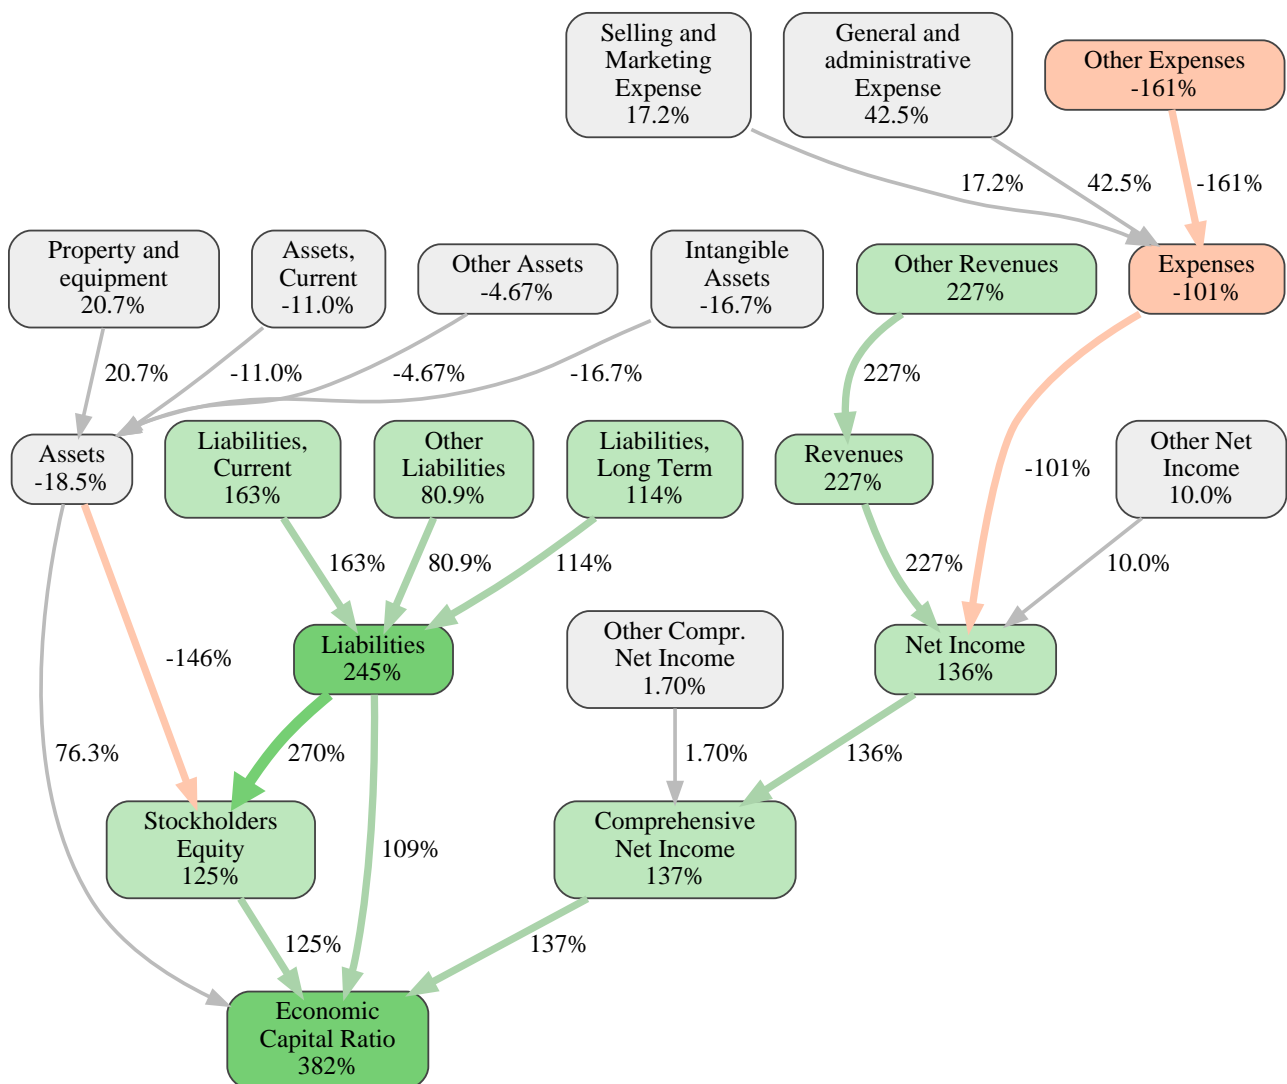 Selling and
Marketing
Expense
17.2%
General and
administrative
Expense
42.5%
Other Expenses
-161%
17.2%
42.5%
-161%
Property and
equipment
20.7%
Assets,
Current
-11.0%
Other Assets
-4.67%
Intangible
Assets
-16.7%
Other Revenues
227%
Expenses
-101%
20.7%
-11.0%
-4.67%
-16.7%
227%
Assets
-18.5%
Liabilities,
Current
163%
Other
Liabilities
80.9%
Liabilities,
Long Term
114%
Revenues
227%
-101%
Other Net
Income
10.0%
163%
80.9%
114%
227%
10.0%
-146%
Liabilities
245%
Other Compr.
Net Income
1.70%
Net Income
136%
76.3%
270%
1.70%
136%
Stockholders
Equity
125%
109%
Comprehensive
Net Income
137%
125%
137%
Economic
Capital Ratio
382%